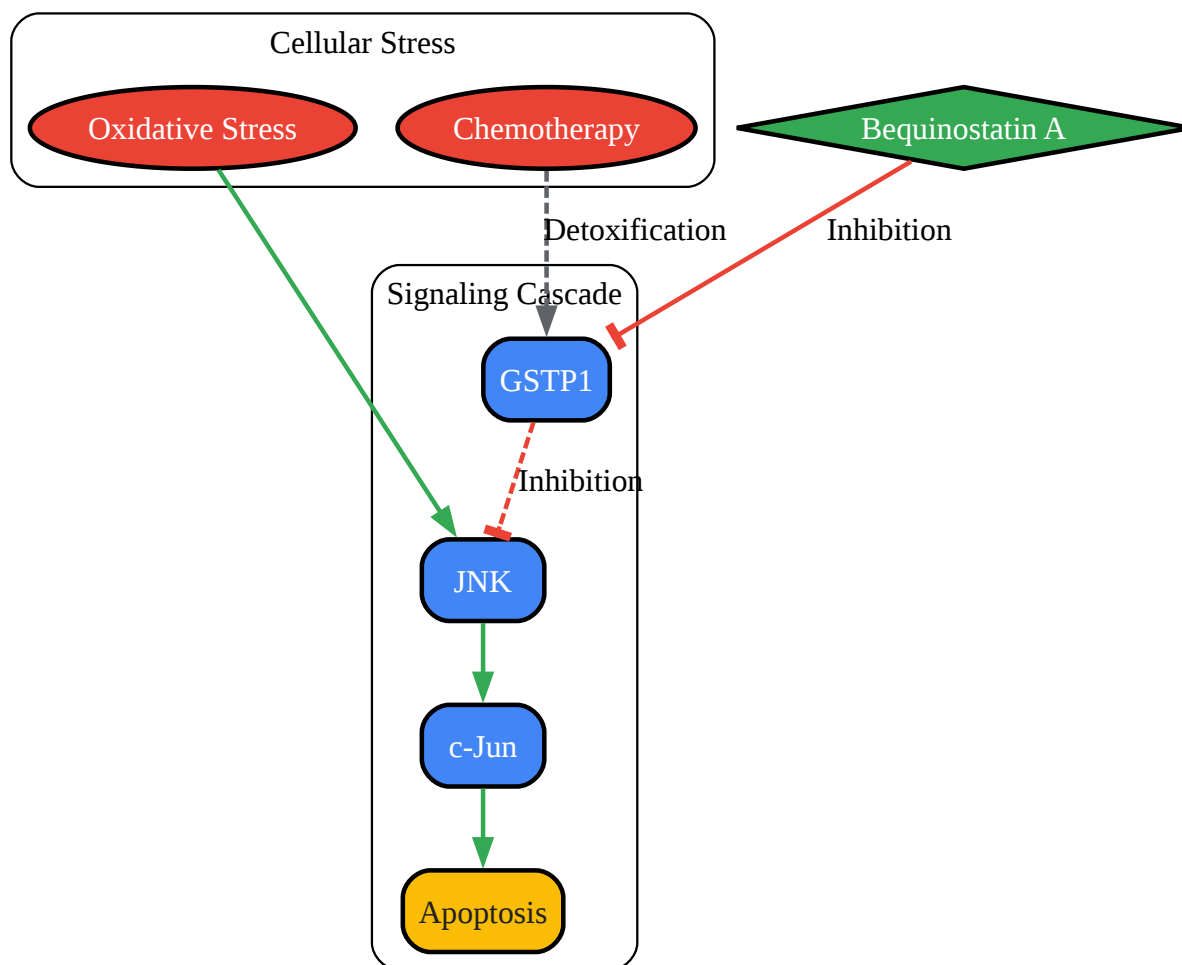 Cellular Stress
Oxidative Stress
Chemotherapy
Bequinostatin A
Detoxification
Inhibition
Signaling Cascade
GSTP1
Inhibition
JNK
c-Jun
Apoptosis